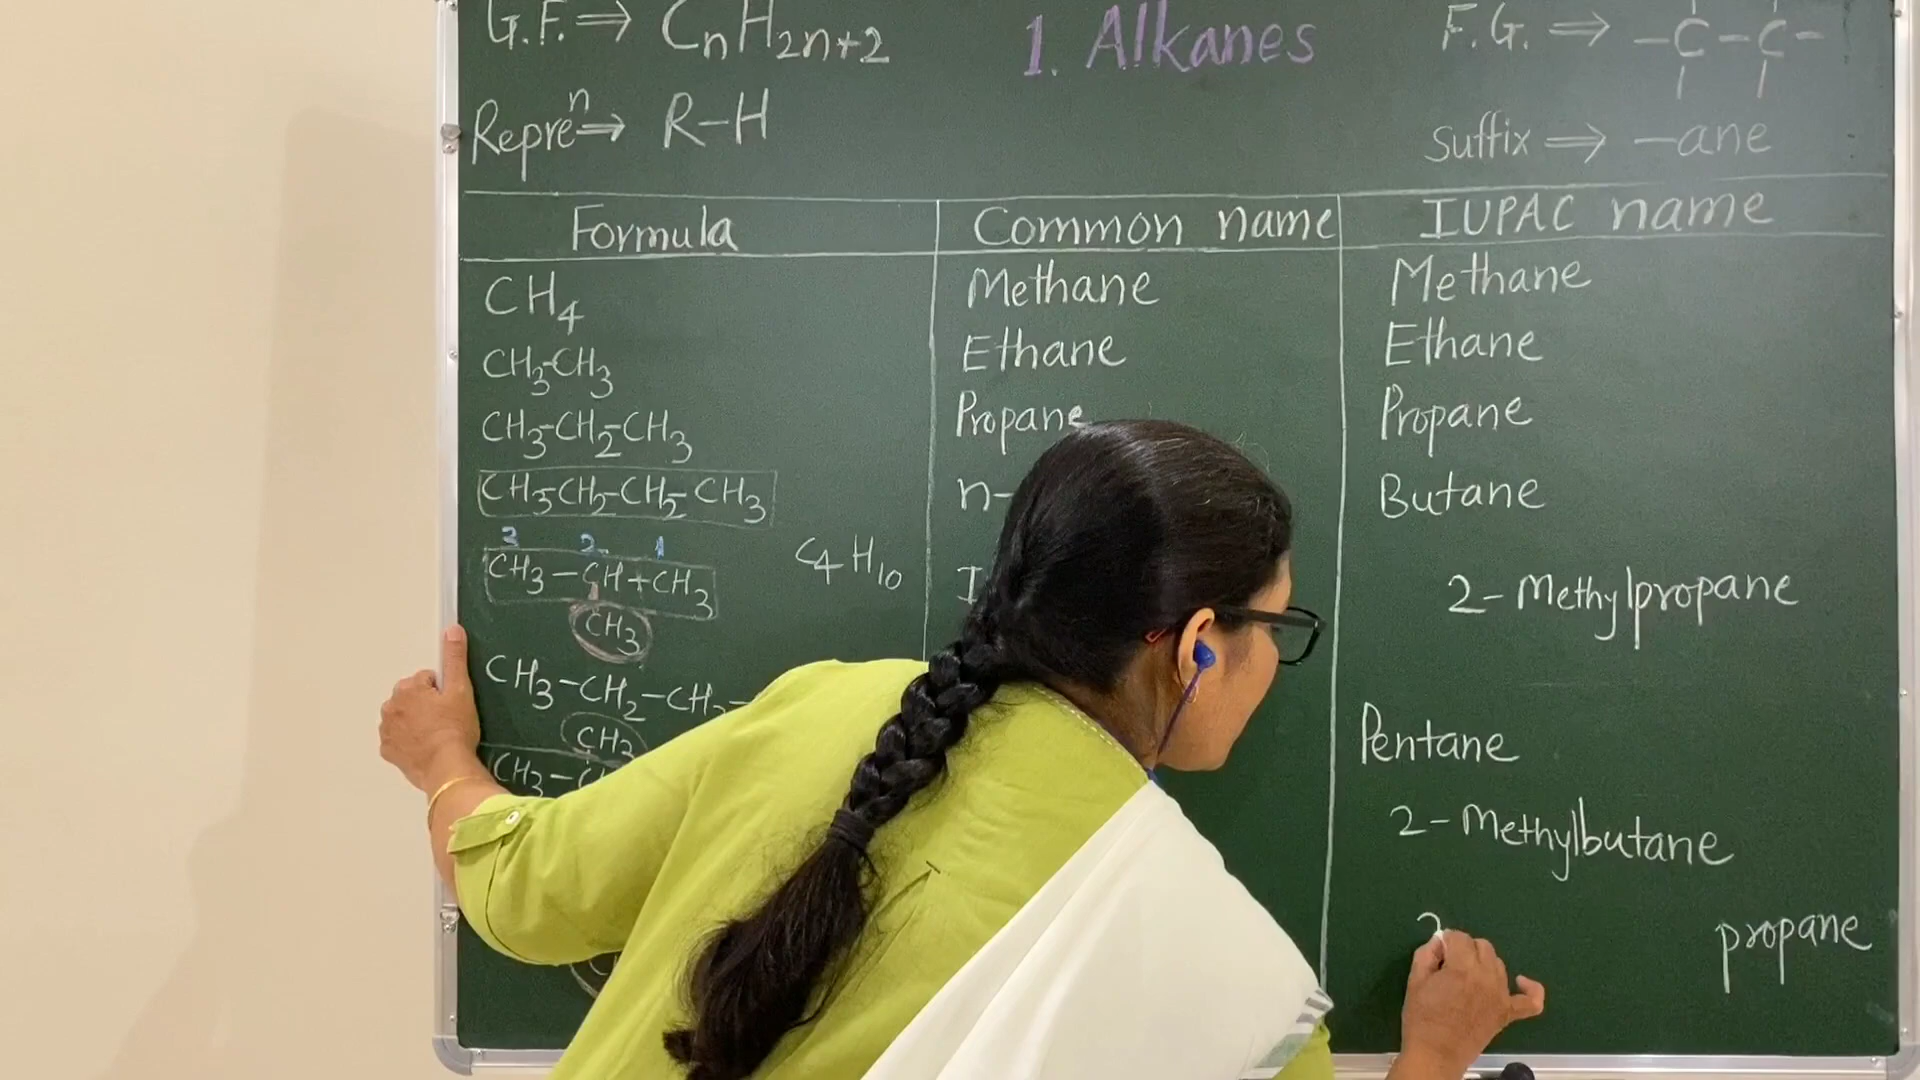 G.F. ⇒ CnH2n+2
1. Alkanes
F.G. ⇒ –C–C–
Repreⁿ ⇒ R–H
Suffix ⇒ –ane
Formula Common name IUPAC name
CH4 Methane Methane
CH3-CH3 Ethane Ethane
CH3-CH2-CH3 Propane Propane
CH3-CH2-CH2-CH3 n- Butane
3 2 1
CH3–CH–CH3 C4H10 I 2-Methylpropane
CH3
CH3–CH2–CH2– Pentane
CH3
CH3–C 2-Methylbutane
2 propane